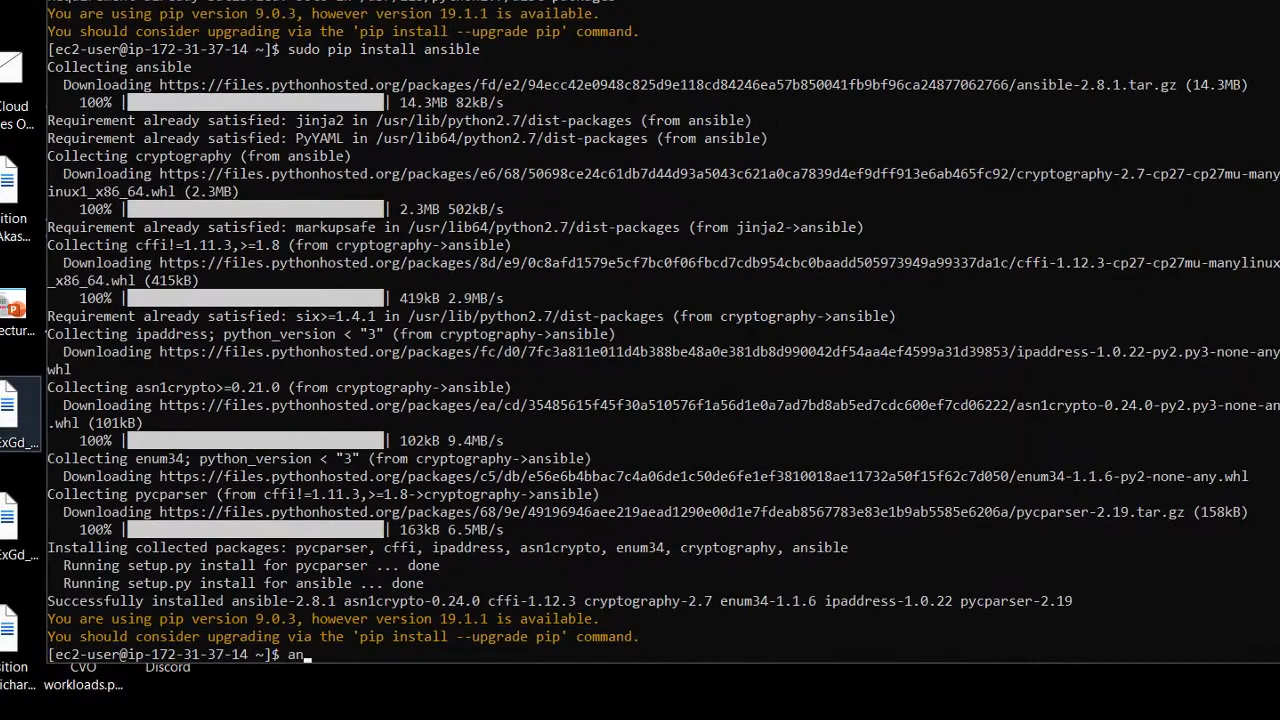 You are using pip version 9.0.3, however version 19.1.1 is available.
You should consider upgrading via the 'pip install --upgrade pip' command.
[ec2-user@ip-172-31-37-14 ~]$ sudo pip install ansible
Collecting ansible
Downloading https://files.pythonhosted.org/packages/fd/e2/94ecc42e0948c825d9e118cd84246ea57b850041fb9bf96ca24877062766/ansible-2.8.1.tar.gz (14.3MB)
100% || 14.3MB 82kB/s
Requirement already satisfied: jinja2 in /usr/lib/python2.7/dist-packages (from ansible)
Requirement already satisfied: PyYAML in /usr/lib64/python2.7/dist-packages (from ansible)
Collecting cryptography (from ansible)
Downloading https://files.pythonhosted.org/packages/e6/68/50698ce24c61db7d44d93a5043c621a0ca7839d4ef9dff913e6ab465fc92/cryptography-2.7-cp27-cp27mu-many
inux1_x86_64.whl (2.3MB)
100% || 2.3MB 502kB/s
Requirement already satisfied: markupsafe in /usr/lib64/python2.7/dist-packages (from jinja2->ansible)
Collecting cffi!=1.11.3,>=1.8 (from cryptography->ansible)
Downloading https://files.pythonhosted.org/packages/8d/e9/0c8afd1579e5cf7bc0f06fbcd7cdb954cbc0baadd505973949a99337da1c/cffi-1.12.3-cp27-cp27mu-manylinux
_x86_64.whl (415kB)
100% || 419kB 2.9MB/s
Requirement already satisfied: six>=1.4.1 in /usr/lib/python2.7/dist-packages (from cryptography->ansible)
Collecting ipaddress; python_version < "3" (from cryptography->ansible)
Downloading https://files.pythonhosted.org/packages/fc/d0/7fc3a811e011d4b388be48a0e381db8d990042df54aa4ef4599a31d39853/ipaddress-1.0.22-py2.py3-none-any
whl
Collecting asn1crypto>=0.21.0 (from cryptography->ansible)
Downloading https://files.pythonhosted.org/packages/ea/cd/35485615f45f30a510576f1a56d1e0a7ad7bd8ab5ed7cdc600ef7cd06222/asn1crypto-0.24.0-py2.py3-none-an
.whl (101kB)
100% || 102kB 9.4MB/s
Collecting enum34; python_version < "3" (from cryptography->ansible)
Downloading https://files.pythonhosted.org/packages/c5/db/e56e6b4bbac7c4a06de1c50de6fe1ef3810018ae11732a50f15f62c7d050/enum34-1.1.6-py2-none-any.whl
Collecting pycparser (from cffi!=1.11.3,>=1.8->cryptography->ansible)
Downloading https://files.pythonhosted.org/packages/68/9e/49196946aee219aead1290e00d1e7fdeab8567783e83e1b9ab5585e6206a/pycparser-2.19.tar.gz (158kB)
100% || 163kB 6.5MB/s
Installing collected packages: pycparser, cffi, ipaddress, asn1crypto, enum34, cryptography, ansible
Running setup.py install for pycparser ... done
Running setup.py install for ansible ... done
Successfully installed ansible-2.8.1 asn1crypto-0.24.0 cffi-1.12.3 cryptography-2.7 enum34-1.1.6 ipaddress-1.0.22 pycparser-2.19
You are using pip version 9.0.3, however version 19.1.1 is available.
You should consider upgrading via the 'pip install --upgrade pip' command.
[ec2-user@ip-172-31-37-14 ~]$ an_
Cloud
es O...
ition
Akas...
ectur...
ExGd_...
ExGd_...
sition
ichar...
CVO
workloads.p...
Discord